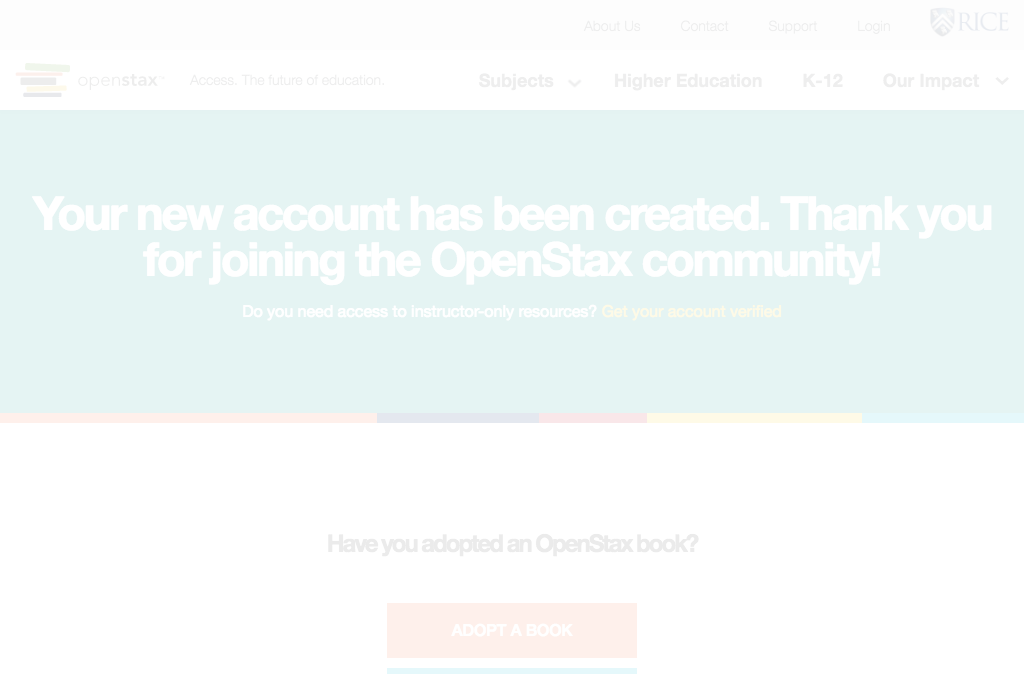 About Us Contact Support Login RICE
openstax Access. The future of education. Subjects Higher Education K-12 Our Impact
Your new account has been created. Thank you
for joining the OpenStax community!
Do you need access to instructor-only resources? Get your account verified
Have you adopted an OpenStax book?
ADOPT A BOOK